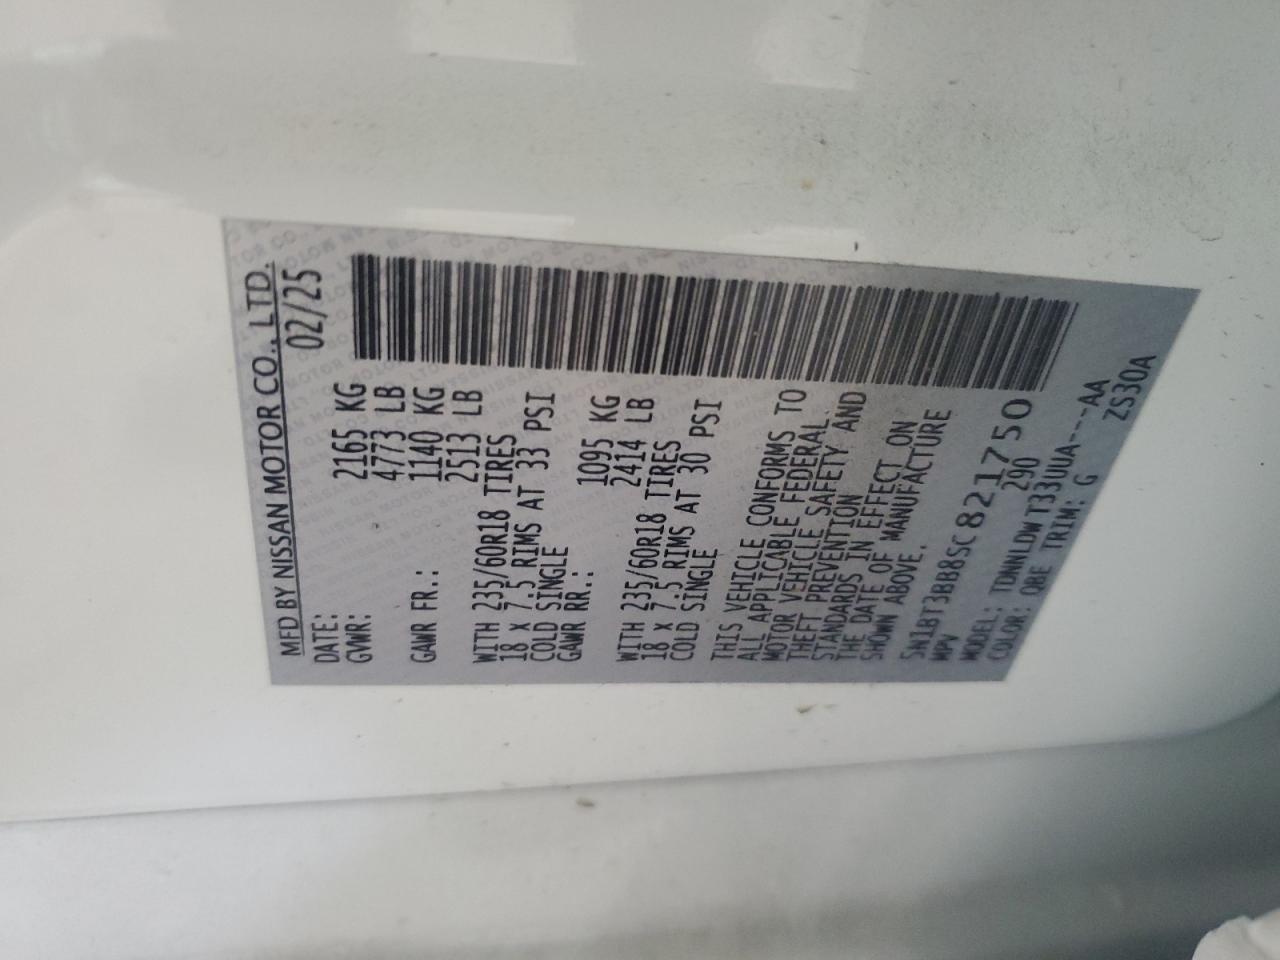 MFD BY NISSAN MOTOR CO., LTD.
DATE: 02/25
GVWR: 2165 KG
4773 LB
GAWR FR.: 1140 KG
2513 LB
WITH 235/60R18 TIRES
18 x 7.5 RIMS AT 33 PSI
COLD SINGLE
GAWR RR.: 1095 KG
2414 LB
WITH 235/60R18 TIRES
18 x 7.5 RIMS AT 30 PSI
COLD SINGLE
THIS VEHICLE CONFORMS TO
ALL APPLICABLE FEDERAL
MOTOR VEHICLE SAFETY AND
THEFT PREVENTION
STANDARDS IN EFFECT ON
THE DATE OF MANUFACTURE
SHOWN ABOVE.
5N1BT3BB8SC821750
MPV 290
MODEL: TDNNLDWT33UUA----AA
COLOR: QBE TRIM: G ZS30A